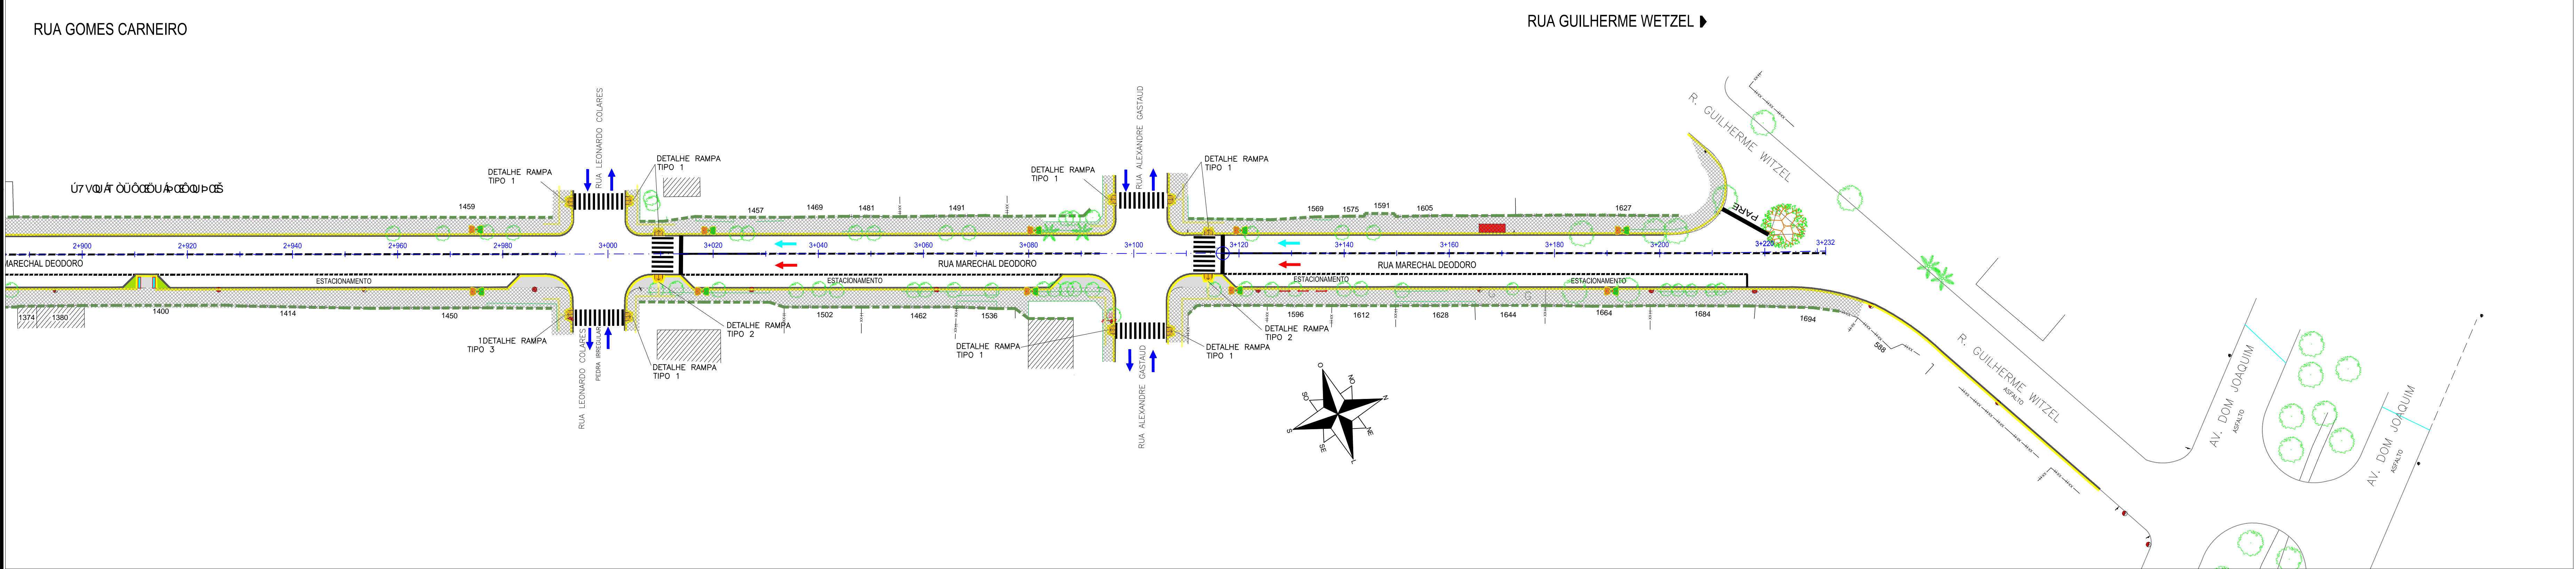 RUA GOMES CARNEIRO
RUA GUILHERME WETZEL
RUA LEONARDO COLARES
RUA ALEXANDRE GASTAUD
R. GUILHERME WITZEL
DETALHE RAMPA
TIPO 1
DETALHE RAMPA
TIPO 1
DETALHE RAMPA
TIPO 1
DETALHE RAMPA
TIPO 1
1459
1457
1469
1481
1491
1569
1575
1591
1605
1627
PARE
2+900
2+920
2+940
2+960
2+980
3+000
3+020
3+040
3+060
3+080
3+100
3+120
3+140
3+160
3+180
3+200
3+220
3+232
MARECHAL DEODORO
RUA MARECHAL DEODORO
RUA MARECHAL DEODORO
ESTACIONAMENTO
ESTACIONAMENTO
ESTACIONAMENTO
ESTACIONAMENTO
G
G
1374
1380
1400
1414
1450
1502
1462
1536
1596
1612
1628
1644
1664
1684
1694
588
1DETALHE RAMPA
TIPO 3
DETALHE RAMPA
TIPO 2
DETALHE RAMPA
TIPO 1
DETALHE RAMPA
TIPO 1
DETALHE RAMPA
TIPO 2
DETALHE RAMPA
TIPO 1
RUA LEONARDO COLARES
PEDRA IRREGULAR
RUA ALEXANDRE GASTAUD
O
NO
N
NE
L
SE
S
SO
R. GUILHERME WITZEL
ASFALTO
AV. DOM JOAQUIM
ASFALTO
AV. DOM JOAQUIM
ASFALTO